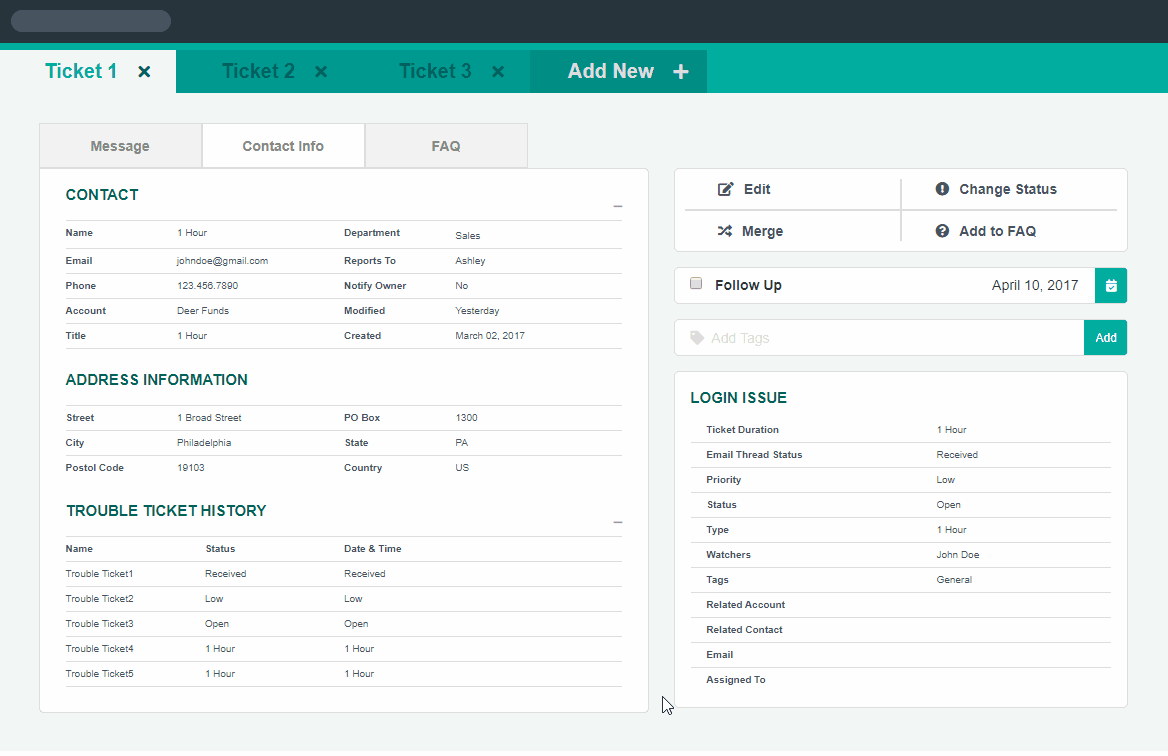 Ticket 1 ×
Ticket 2 ×
Ticket 3 ×
Add New +
Message
Contact Info
FAQ
CONTACT
Name 1 Hour Department Sales
Email johndoe@gmail.com Reports To Ashley
Phone 123.456.7890 Notify Owner No
Account Deer Funds Modified Yesterday
Title 1 Hour Created March 02, 2017
ADDRESS INFORMATION
Street 1 Broad Street PO Box 1300
City Philadelphia State PA
Postol Code 19103 Country US
TROUBLE TICKET HISTORY
Name Status Date & Time
Trouble Ticket1 Received Received
Trouble Ticket2 Low Low
Trouble Ticket3 Open Open
Trouble Ticket4 1 Hour 1 Hour
Trouble Ticket5 1 Hour 1 Hour
Edit
Change Status
Merge
Add to FAQ
Follow Up April 10, 2017
Add Tags Add
LOGIN ISSUE
Ticket Duration 1 Hour
Email Thread Status Received
Priority Low
Status Open
Type 1 Hour
Watchers John Doe
Tags General
Related Account
Related Contact
Email
Assigned To